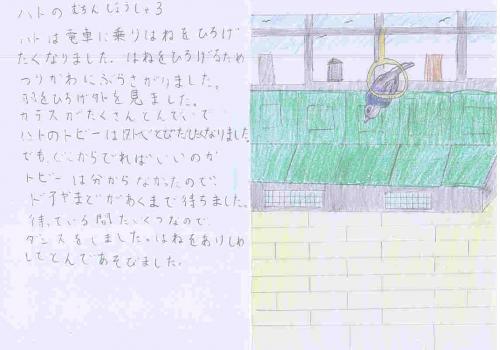 ハトの むちんじょうしゃ3
ハトは電車に乗りはねをひろげ
たくなりました。はねをひろげるため
つりかわにぶらさがりました。
羽をひろげ外を見ました。
カラスがたくさんとんでいて
ハトのトビーは外でとびたくなりました。
でも、どこからでればいいのか
トビーは分からなかったので、
ドアやまどがあくまで待ちました。
待っている間たいくつなので
ダンスをしました。はねをありしめ
してとんであそびました。